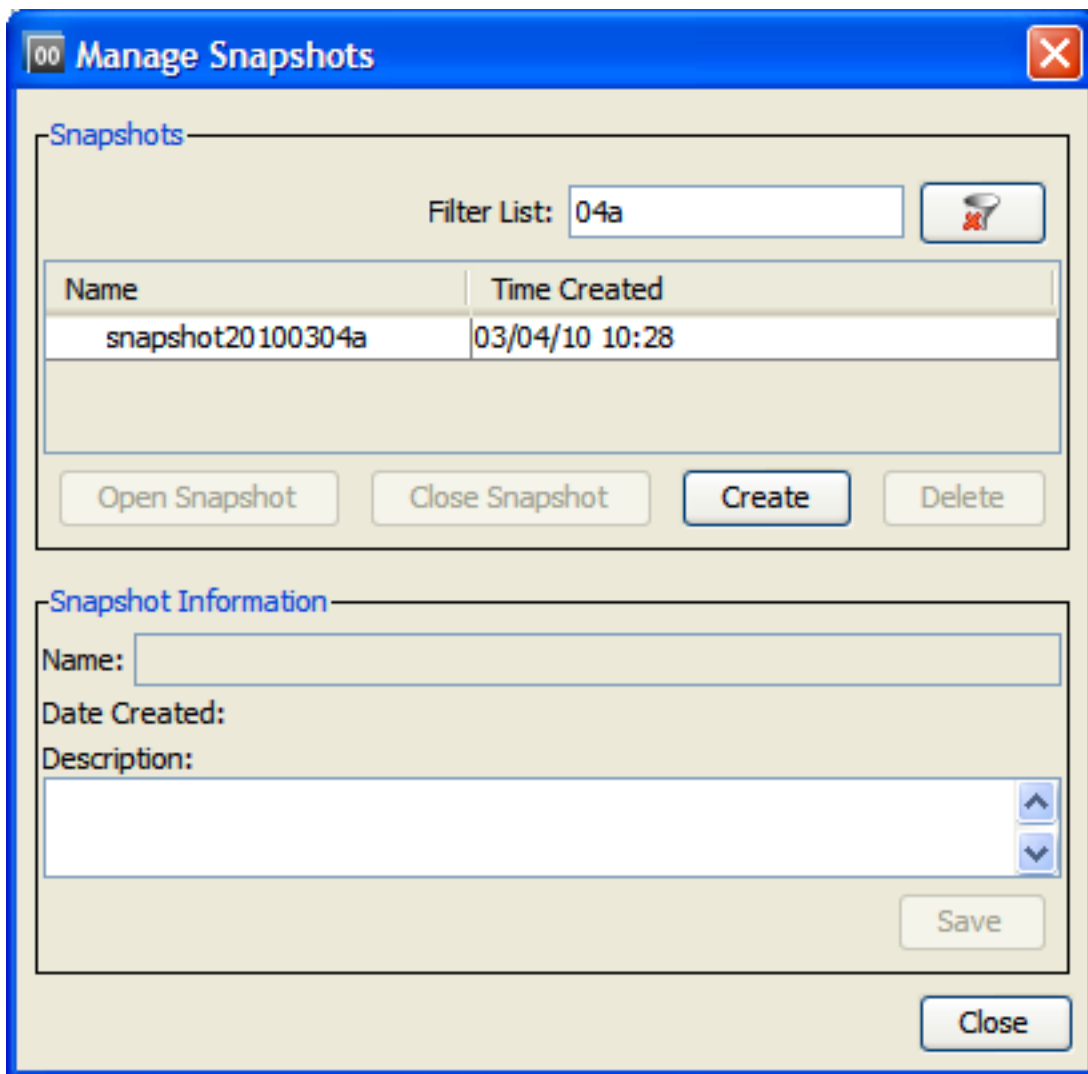 00 Manage Snapshots
Snapshots
Filter List: 04a
Name Time Created
snapshot20100304a 03/04/10 10:28
Open Snapshot Close Snapshot Create Delete
Snapshot Information
Name:
Date Created:
Description:
Save
Close